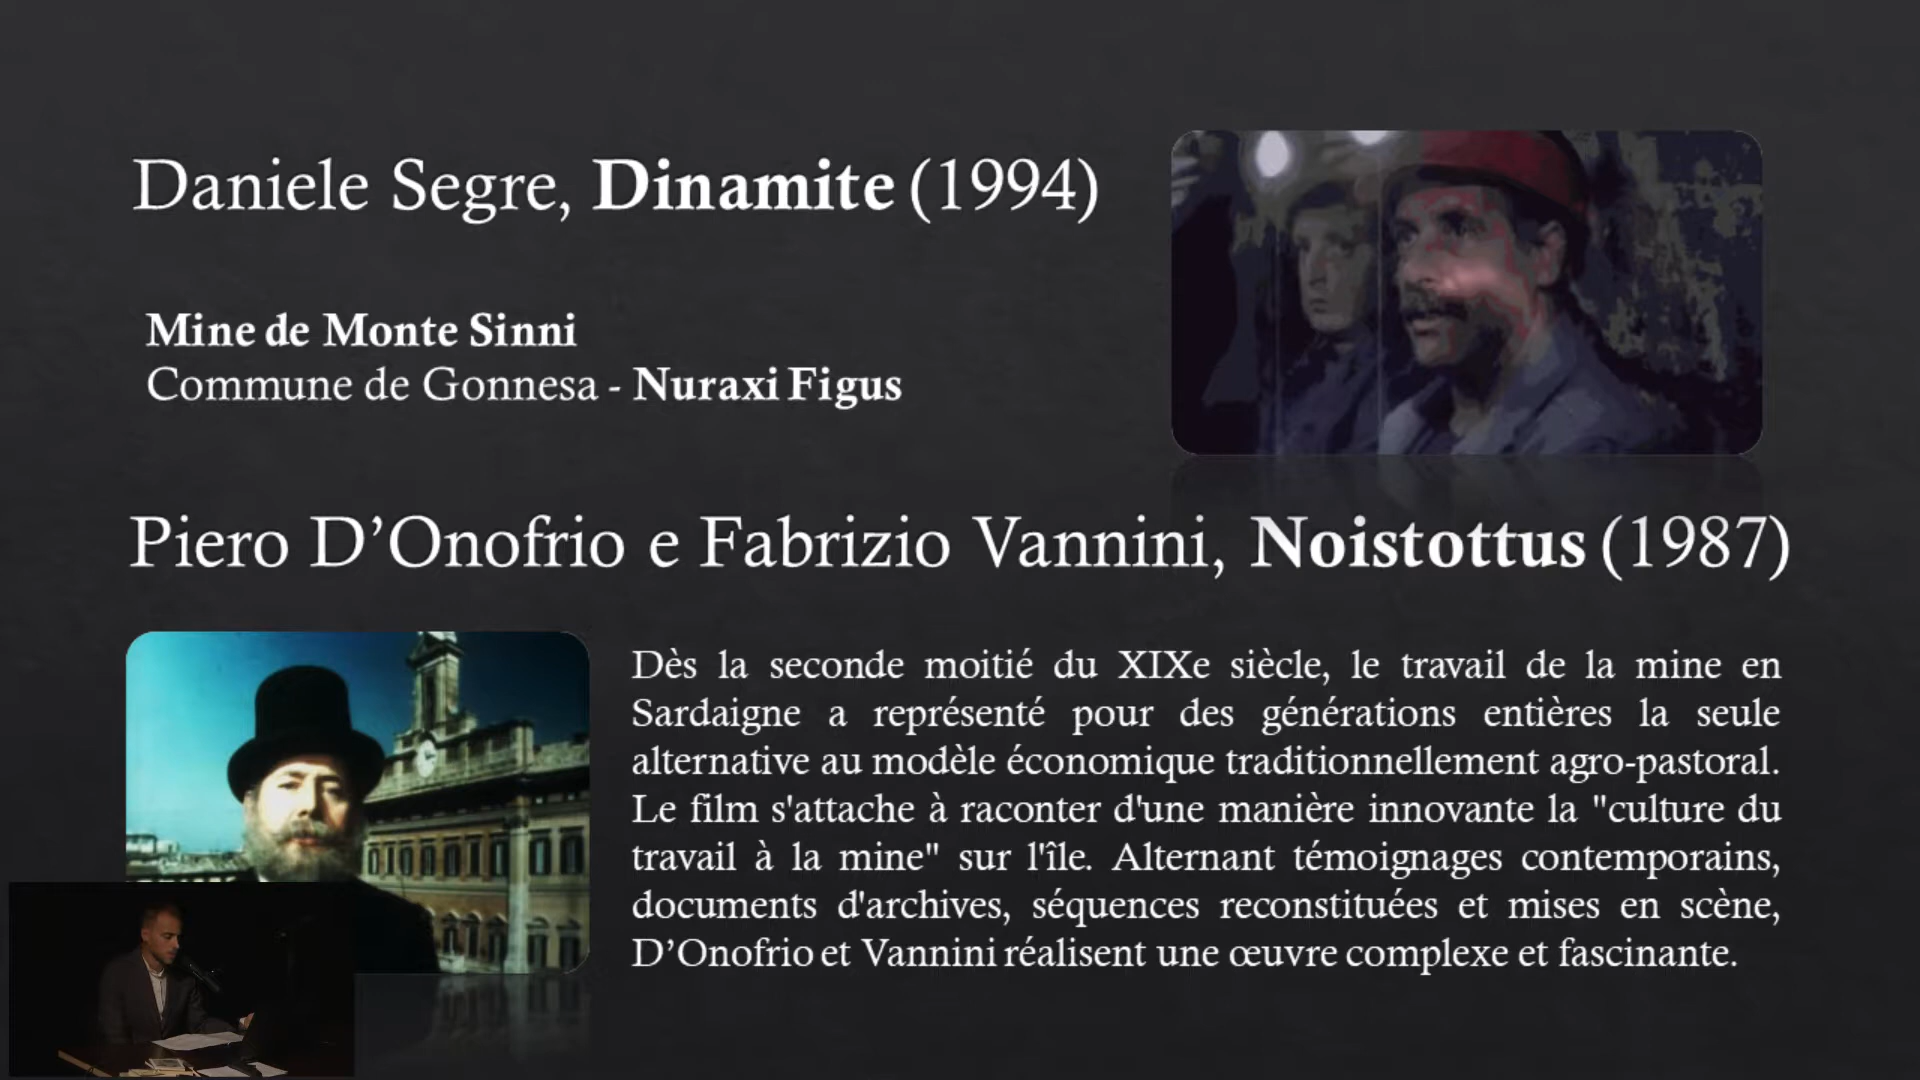 Daniele Segre, Dinamite (1994)
Mine de Monte Sinni
Commune de Gonnesa - Nuraxi Figus
Piero D’Onofrio e Fabrizio Vannini, Noistottus (1987)
Dès la seconde moitié du XIXe siècle, le travail de la mine en
Sardaigne a représenté pour des générations entières la seule
alternative au modèle économique traditionnellement agro-pastoral.
Le film s'attache à raconter d'une manière innovante la "culture du
travail à la mine" sur l'île. Alternant témoignages contemporains,
documents d'archives, séquences reconstituées et mises en scène,
D’Onofrio et Vannini réalisent une œuvre complexe et fascinante.